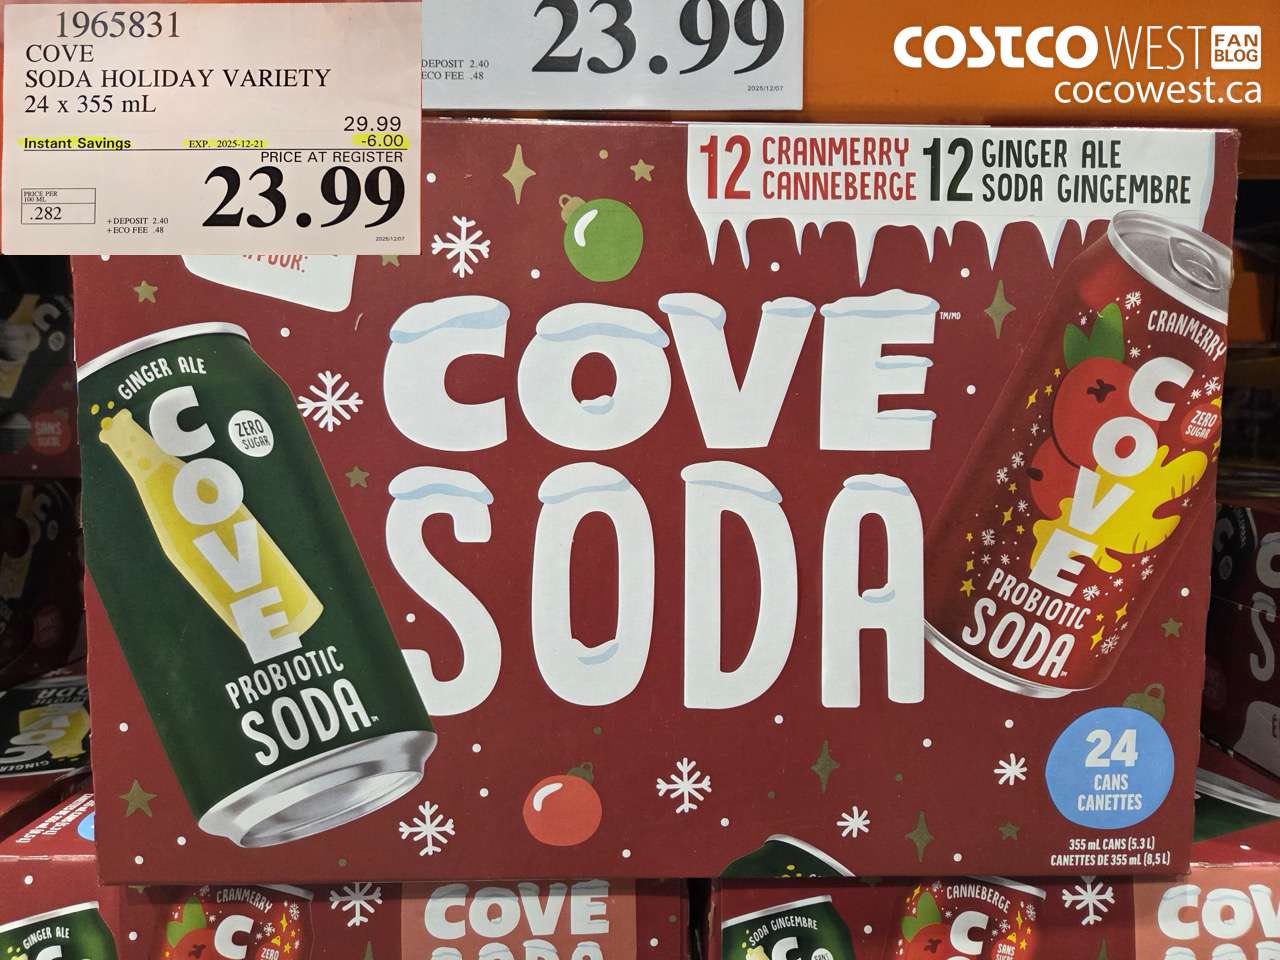 1965831
COVE
SODA HOLIDAY VARIETY
24 x 355 mL
29.99
Instant Savings EXP. 2025-12-21 -6.00
PRICE AT REGISTER
23.99
PRICE PER
100 ML
.282
+DEPOSIT 2.40
+ECO FEE .48
2025/12/07
23.99
DEPOSIT 2.40
ECO FEE .48
2025/12/07
COSTCO WEST FAN BLOG
cocowest.ca
12 CRANMERRY
CANNEBERGE
12 GINGER ALE
SODA GINGEMBRE
COVE
TM/MD
SODA
GINGER ALE
COVE
ZERO
SUGAR
PROBIOTIC
SODA
CRANMERRY
COVE
ZERO
SUGAR
PROBIOTIC
SODA
24
CANS
CANETTES
355 mL CANS (5.3 L)
CANETTES DE 355 mL (8,5 L)
GINGER ALE
CRANMERRY
ZERO
COVE
SODA GINGEMBRE
CANNEBERGE
SANS